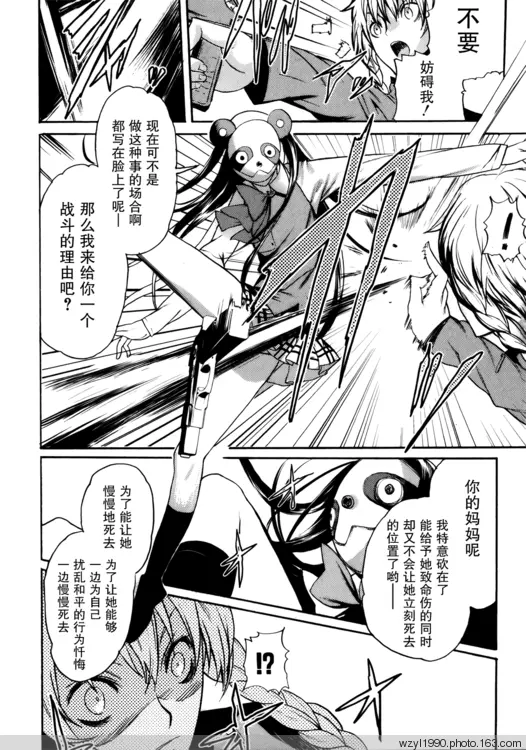 不要
妨碍我!
现在可不是
做这种事的场合啊
都写在脸上了呢—
那么我来给你一个
战斗的理由吧?
!
你的妈妈呢
我特意砍在了
能给予她致命伤的同时
却又不会让她立刻死去
的位置了哟—
为了能让她
慢慢地死去
为了让她能够
一边为自己
扰乱和平的行为忏悔
一边慢慢死去
!?
wzyl1990.photo.163.com